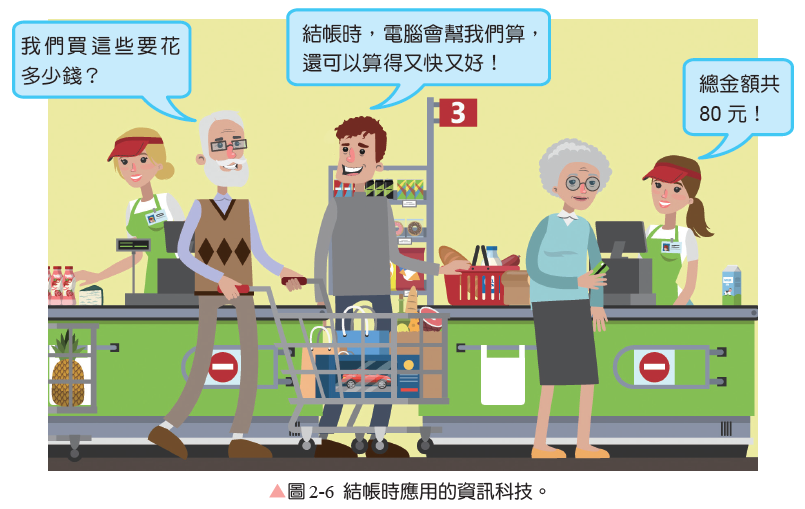 我們買這些要花
多少錢？
結帳時，電腦會幫我們算，
還可以算得又快又好！
總金額共
80 元！
3
▲圖 2-6 結帳時應用的資訊科技。